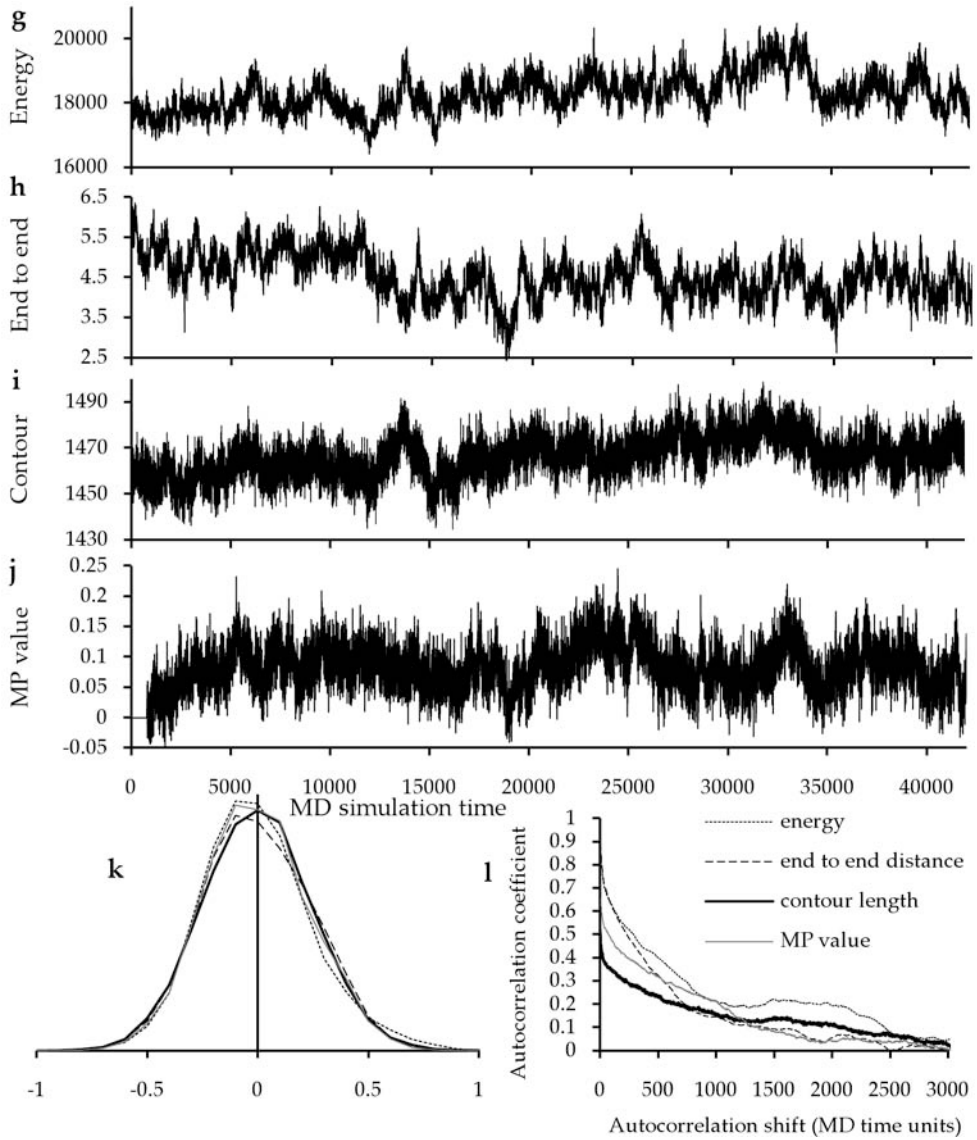 g
Energy
20000
18000
16000
h
End to end
6.5
5.5
4.5
3.5
2.5
i
Contour
1490
1470
1450
1430
j
MP value
0.25
0.2
0.15
0.1
0.05
0
-0.05
0 5000 10000 15000 20000 25000 30000 35000 40000
MD simulation time
k
-1 -0.5 0 0.5 1
l
Autocorrelation coefficient
1
0.9
0.8
0.7
0.6
0.5
0.4
0.3
0.2
0.1
0
energy
end to end distance
contour length
MP value
0 500 1000 1500 2000 2500 3000
Autocorrelation shift (MD time units)